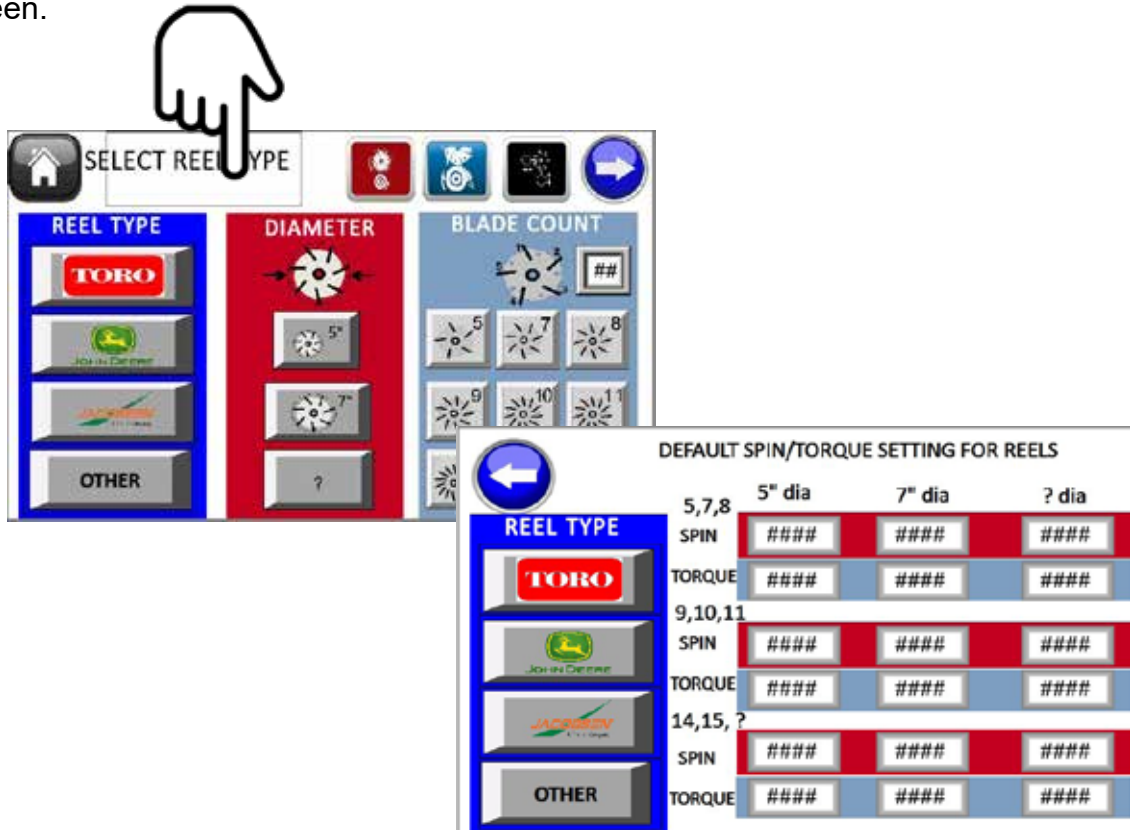 een.
SELECT REEL TYPE
REEL TYPE
DIAMETER
BLADE COUNT
TORO
##
5"
5
7
8
JOHN DEERE
7"
9
10
11
JACOBSEN
OTHER
?
DEFAULT SPIN/TORQUE SETTING FOR REELS
5,7,8
5" dia
7" dia
? dia
REEL TYPE
SPIN
####
####
####
TORO
TORQUE
####
####
####
9,10,11
SPIN
####
####
####
JOHN DEERE
TORQUE
####
####
####
JACOBSEN
14,15, ?
SPIN
####
####
####
OTHER
TORQUE
####
####
####